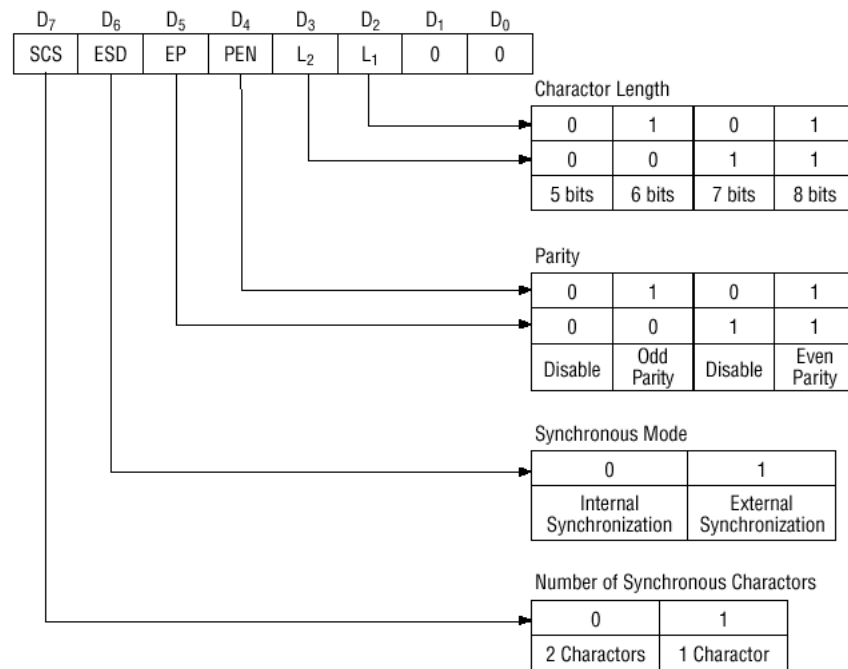 D₇ D₆ D₅ D₄ D₃ D₂ D₁ D₀
SCS ESD EP PEN L₂ L₁ 0 0
Charactor Length
0 1 0 1
0 0 1 1
5 bits 6 bits 7 bits 8 bits
Parity
0 1 0 1
0 0 1 1
Disable Odd Parity Disable Even Parity
Synchronous Mode
0 1
Internal Synchronization External Synchronization
Number of Synchronous Charactors
0 1
2 Charactors 1 Charactor